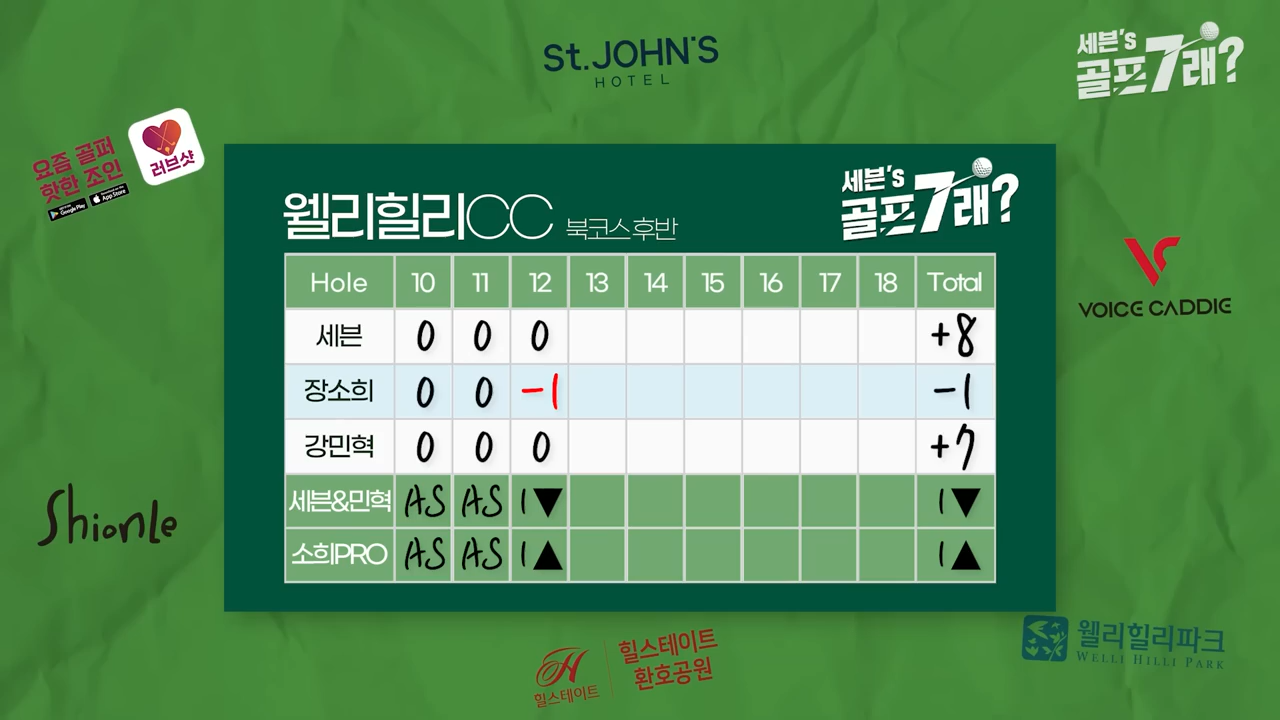 St.JOHN'S
HOTEL
세븐's
골프7래?
요즘 골퍼
핫한 조인
러브샷
Google Play
App Store
세븐's
골프7래?
웰리힐리CC 북코스 후반
VOICE CADDIE
Hole 10 11 12 13 14 15 16 17 18 Total
세븐 0 0 0 +8
장소희 0 0 -1 -1
강민혁 0 0 0 +7
세븐&민혁 AS AS 1▼ 1▼
소희PRO AS AS 1▲ 1▲
Shionle
힐스테이트
힐스테이트
환호공원
웰리힐리파크
WELLI HILLI PARK